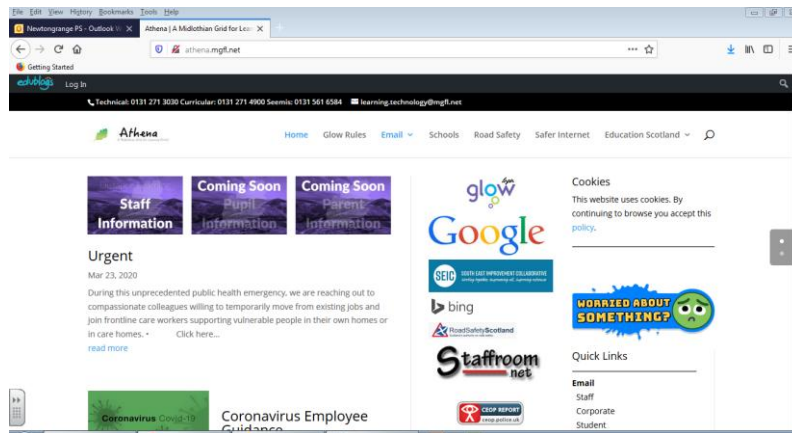 File Edit View History Bookmarks Tools Help
Newtongrange PS - Outlook
Athena | A Midlothian Grid for Lear
athena.mgfl.net
Getting Started
edublogs Log In
Technical: 0131 271 3030 Curricular: 0131 271 4900 Seemis: 0131 561 6584 learning.technology@mgfl.net
Athena
Home Glow Rules Email Schools Road Safety Safer Internet Education Scotland
Staff Information
Coming Soon Pupil Information
Coming Soon Parent Information
Urgent
Mar 23, 2020
During this unprecedented public health emergency, we are reaching out to
compassionate colleagues willing to temporarily move from existing jobs and
join frontline care workers supporting vulnerable people in their own homes or
in care homes. • Click here...
read more
Coronavirus Covid-19
Coronavirus Employee
Guidance
glow
Google
SEIC SOUTH EAST IMPROVEMENT COLLABORATIVE
bing
RoadSafetyScotland
Staffroom
net
CEOP REPORT
ceop.police.uk
Cookies
This website uses cookies. By
continuing to browse you accept this
policy.
WORRIED ABOUT
SOMETHING?
Quick Links
Email
Staff
Corporate
Student